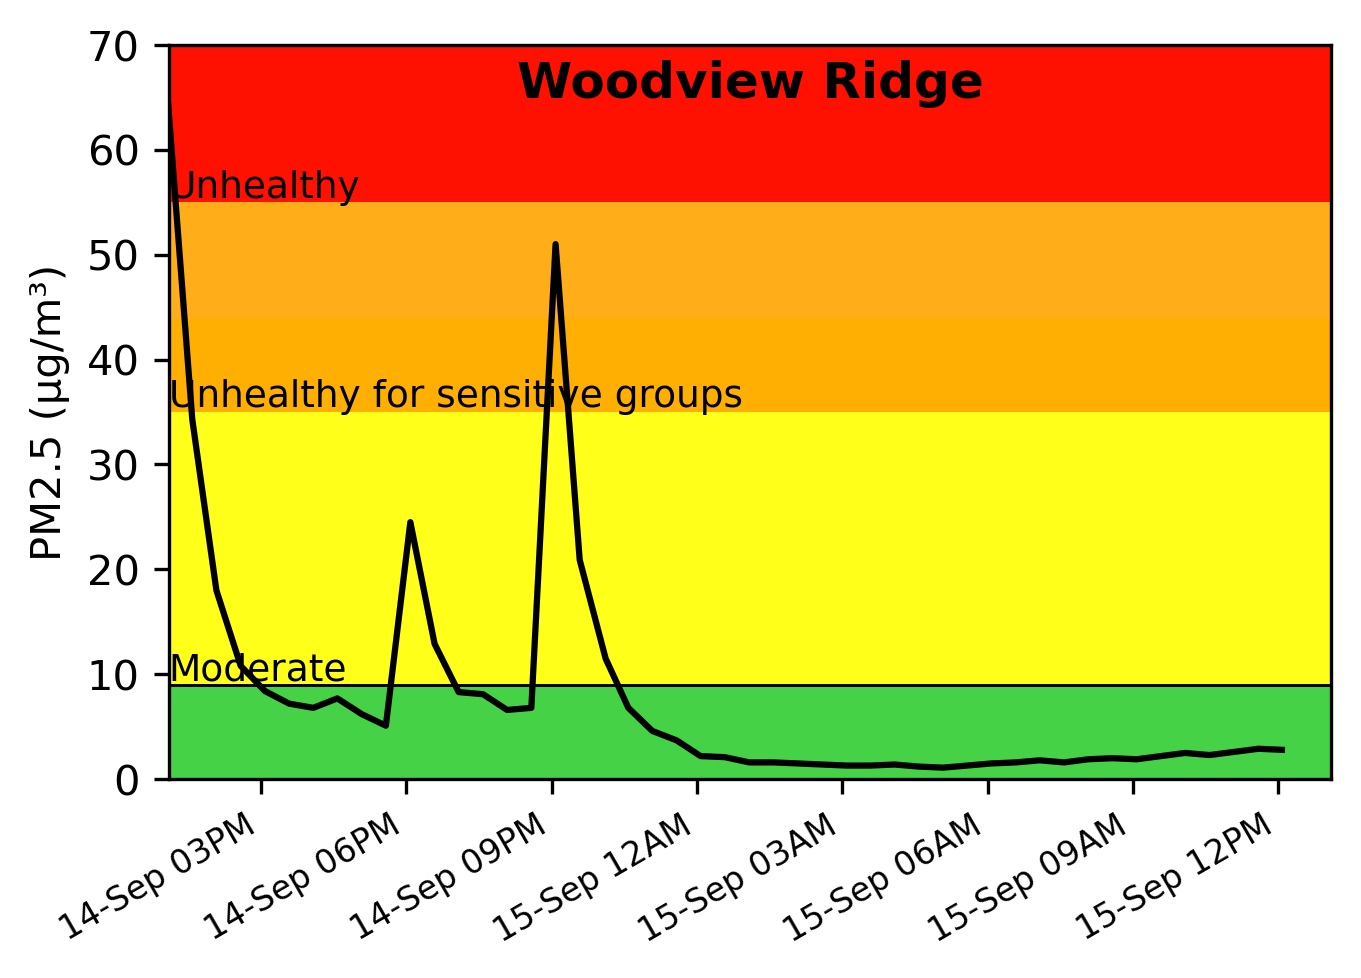 Woodview Ridge
PM2.5 (µg/m³)
70
60
50
40
30
20
10
0
Unhealthy
Unhealthy for sensitive groups
Moderate
14-Sep 03PM
14-Sep 06PM
14-Sep 09PM
15-Sep 12AM
15-Sep 03AM
15-Sep 06AM
15-Sep 09AM
15-Sep 12PM